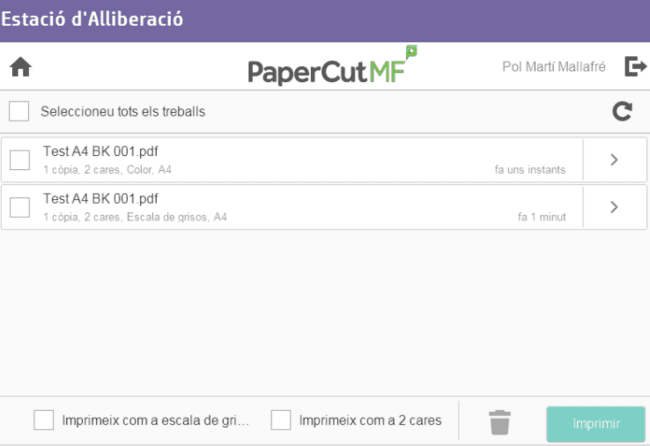 Estació d'Alliberació
PaperCutMF
Pol Martí Mallafré
Seleccioneu tots els treballs
Test A4 BK 001.pdf
1 còpia, 2 cares, Color, A4
fa uns instants
Test A4 BK 001.pdf
1 còpia, 2 cares, Escala de grisos, A4
fa 1 minut
Imprimeix com a escala de gri...
Imprimeix com a 2 cares
Imprimir